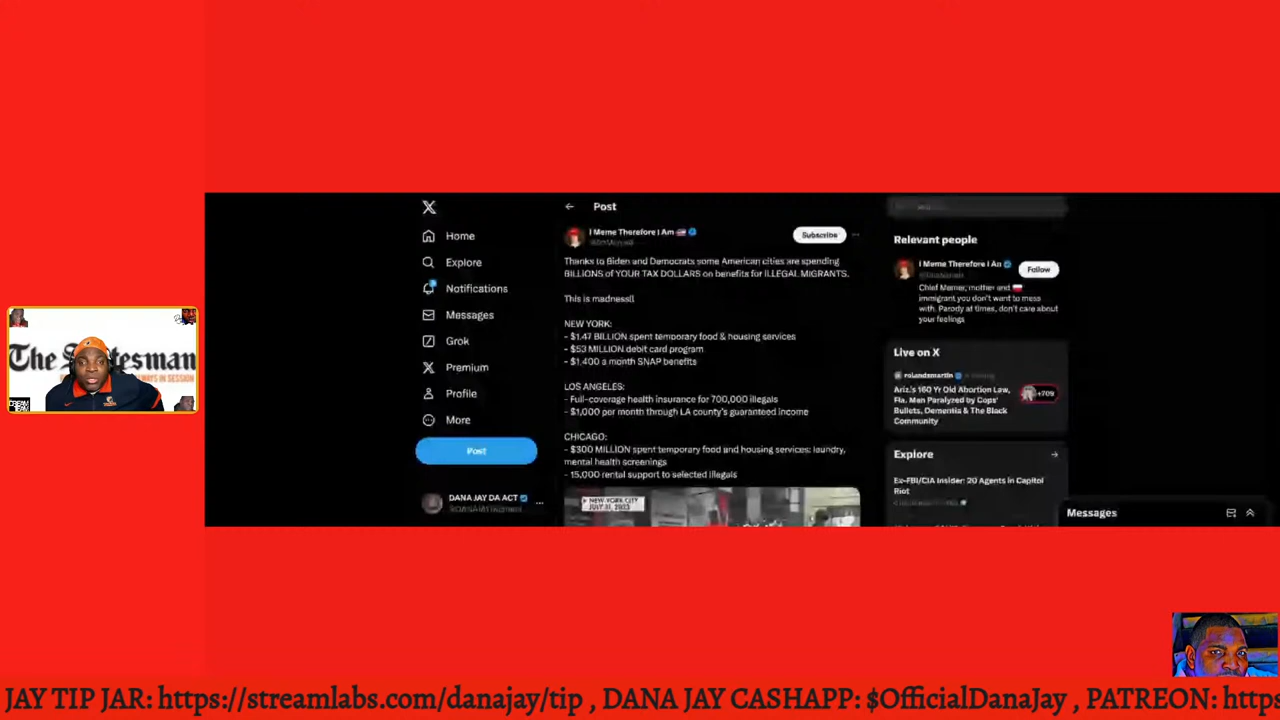 Post
Home
Explore
Notifications
Messages
Grok
Premium
Profile
More
Post
DANA JAY DA ACT
I Meme Therefore I Am
Subscribe
Thanks to Biden and Democrats some American cities are spending
BILLIONS of YOUR TAX DOLLARS on benefits for ILLEGAL MIGRANTS.
This is madness!!
NEW YORK:
- $1.47 BILLION spent temporary food & housing services
- $53 MILLION debit card program
- $1,400 a month SNAP benefits
LOS ANGELES:
- Full-coverage health insurance for 700,000 illegals
- $1,000 per month through LA county's guaranteed income
CHICAGO:
- $300 MILLION spent temporary food and housing services: laundry,
mental health screenings
- 15,000 rental support to selected illegals
NEW YORK CITY
JULY 31, 2023
Relevant people
I Meme Therefore I Am
Follow
Chief Memer, mother and
immigrant you don't want to mess
with. Parody at times, don't care about
your feelings
Live on X
rolandsmartin
Ariz.'s 160 Yr Old Abortion Law,
Fla. Man Paralyzed by Cops'
Bullets, Dementia & The Black
Community
+709
Explore
Ex-FBI/CIA Insider: 20 Agents in Capitol
Riot
Messages
The Statesman
ALWAYS IN SESSION
JAY TIP JAR: https://streamlabs.com/danajay/tip , DANA JAY CASHAPP: $OfficialDanaJay , PATREON: https